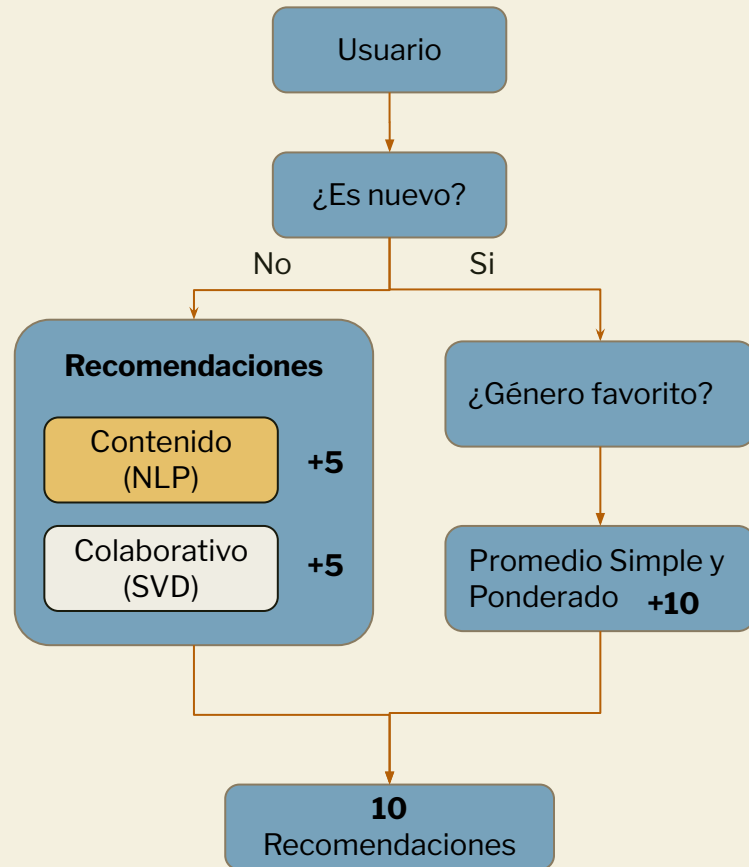 Usuario
¿Es nuevo?
No
Si
Recomendaciones
Contenido
(NLP)
+5
Colaborativo
(SVD)
+5
¿Género favorito?
Promedio Simple y
Ponderado +10
10
Recomendaciones